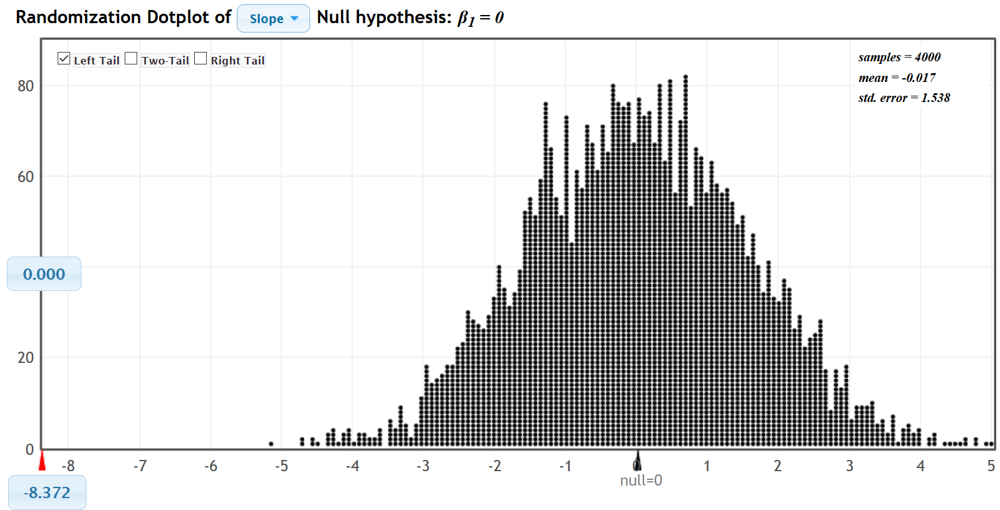 Randomization Dotplot of Slope Null hypothesis: β1 = 0
Left Tail Two-Tail Right Tail
samples = 4000
mean = -0.017
std. error = 1.538
80
60
0.000
20
0
-8 -7 -6 -5 -4 -3 -2 -1 0 1 2 3 4 5
null=0
-8.372